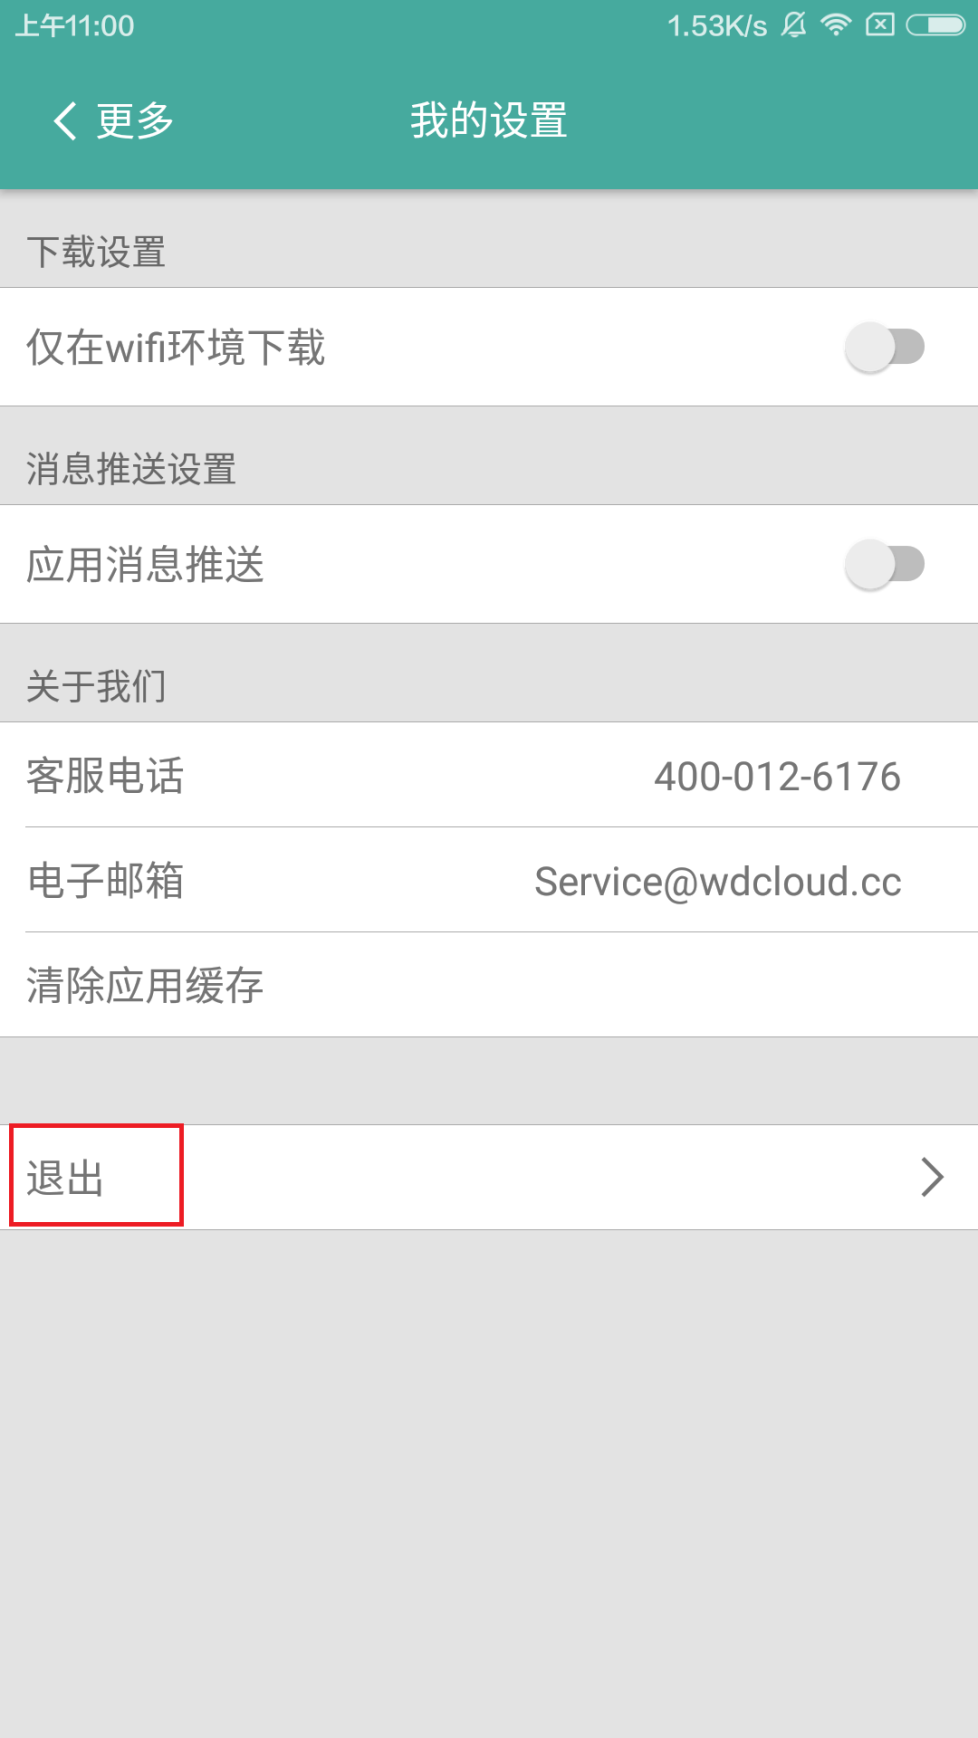 上午11:00 1.53K/s
更多 我的设置
下载设置
仅在wifi环境下载
消息推送设置
应用消息推送
关于我们
客服电话 400-012-6176
电子邮箱 Service@wdcloud.cc
清除应用缓存
退出